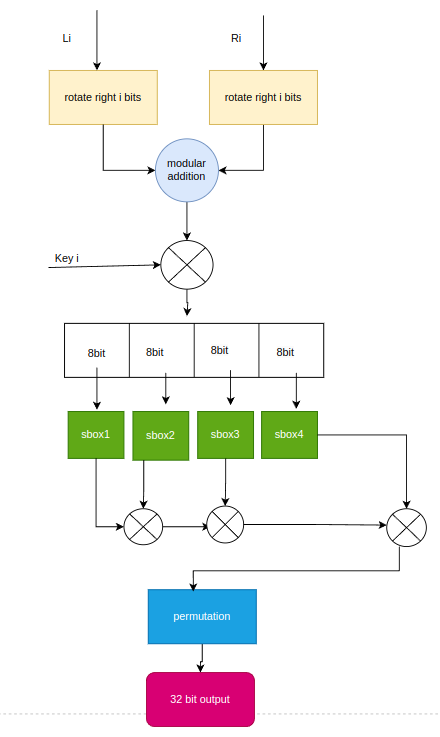 Li
Ri
rotate right i bits
rotate right i bits
modular
addition
Key i
8bit
8bit
8bit
8bit
sbox1
sbox2
sbox3
sbox4
permutation
32 bit output